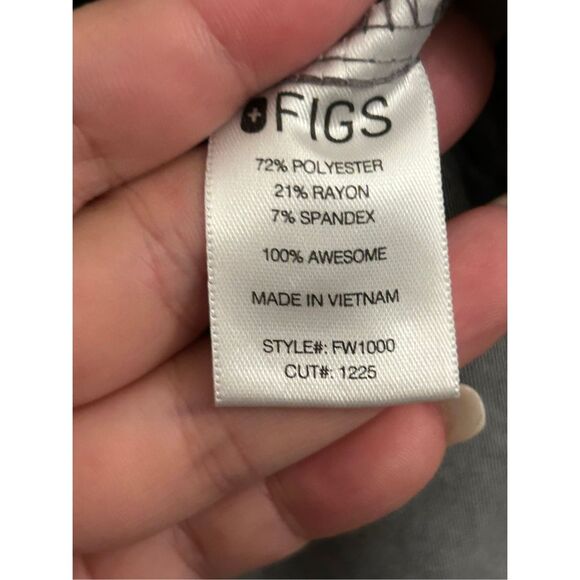 FIGS
72% POLYESTER
21% RAYON
7% SPANDEX
100% AWESOME
MADE IN VIETNAM
STYLE#: FW1000
CUT#: 1225